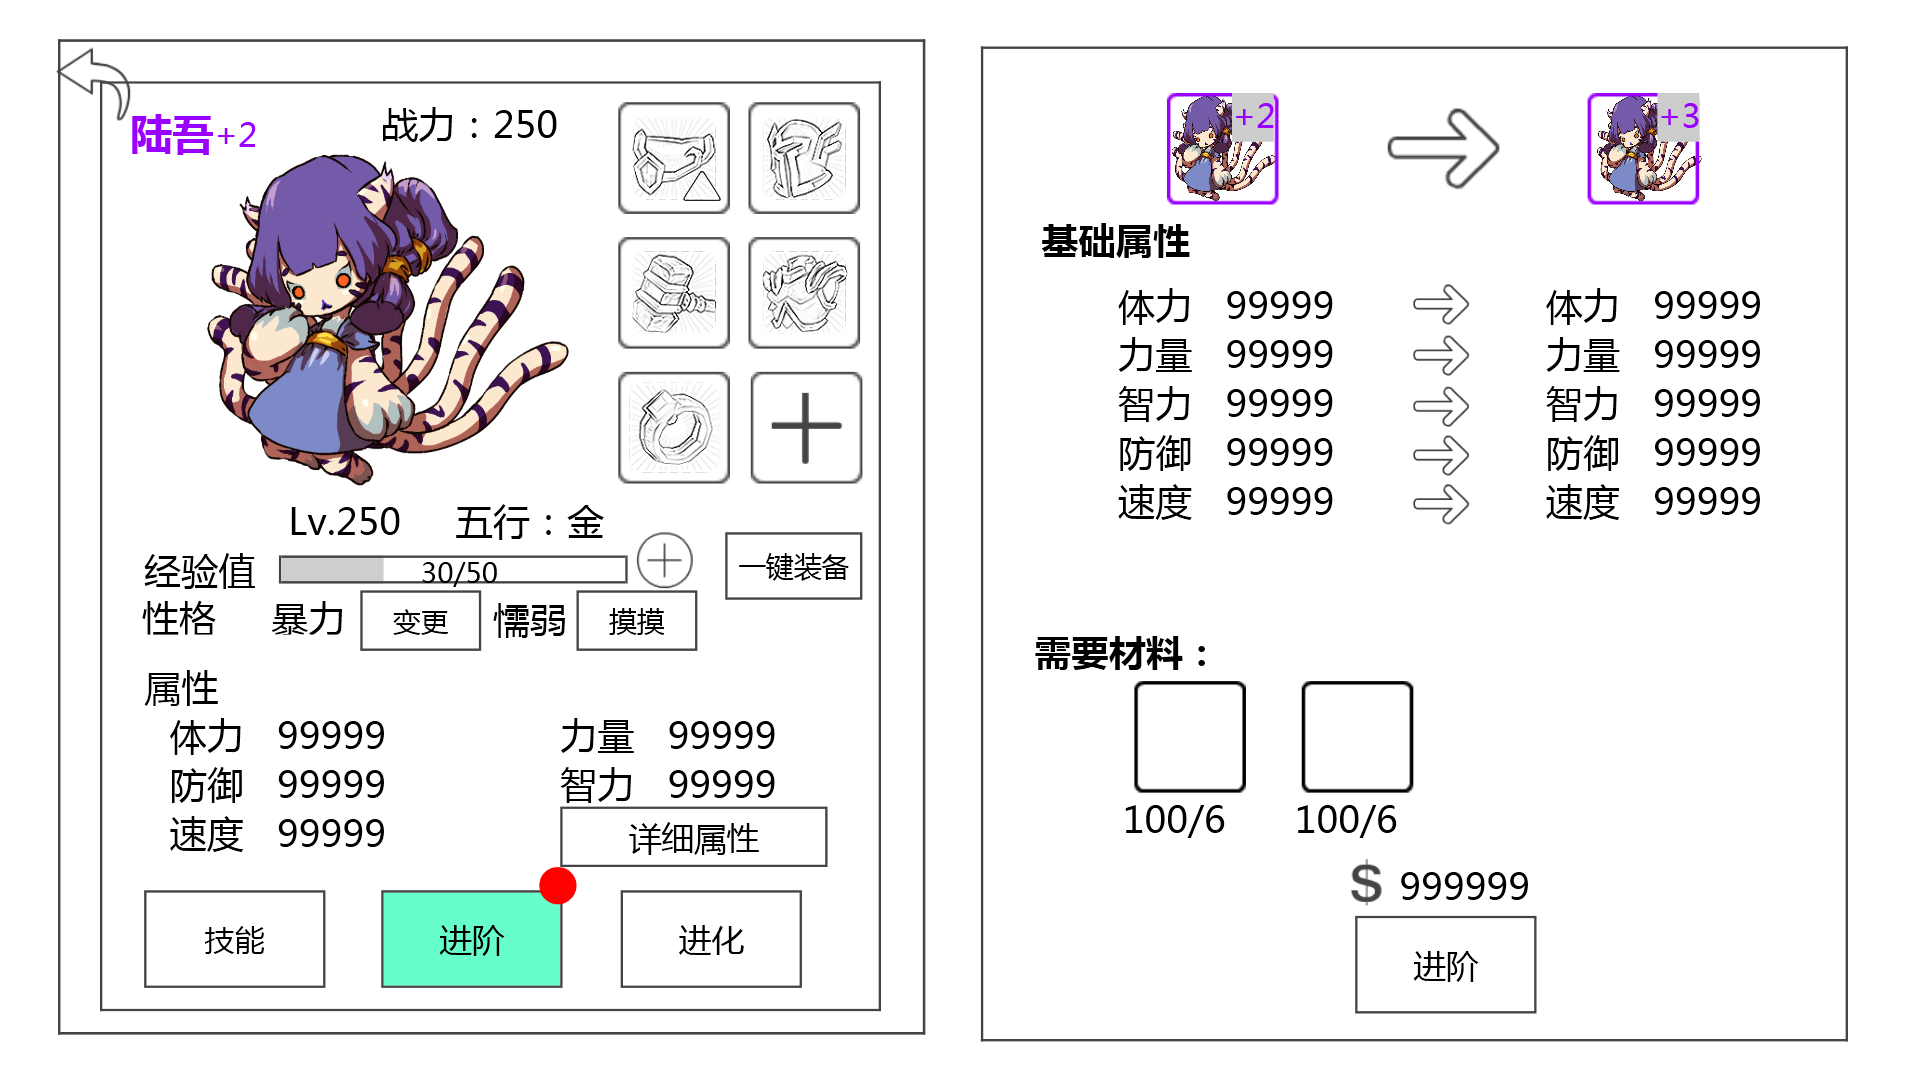 陆吾+2
战力：250
Lv.250 五行：金
经验值 30/50
一键装备
性格 暴力 变更 懦弱 摸摸
属性
体力 99999 力量 99999
防御 99999 智力 99999
速度 99999
详细属性
技能 进阶 进化
+2 +3
基础属性
体力 99999 体力 99999
力量 99999 力量 99999
智力 99999 智力 99999
防御 99999 防御 99999
速度 99999 速度 99999
需要材料：
100/6 100/6
$ 999999
进阶